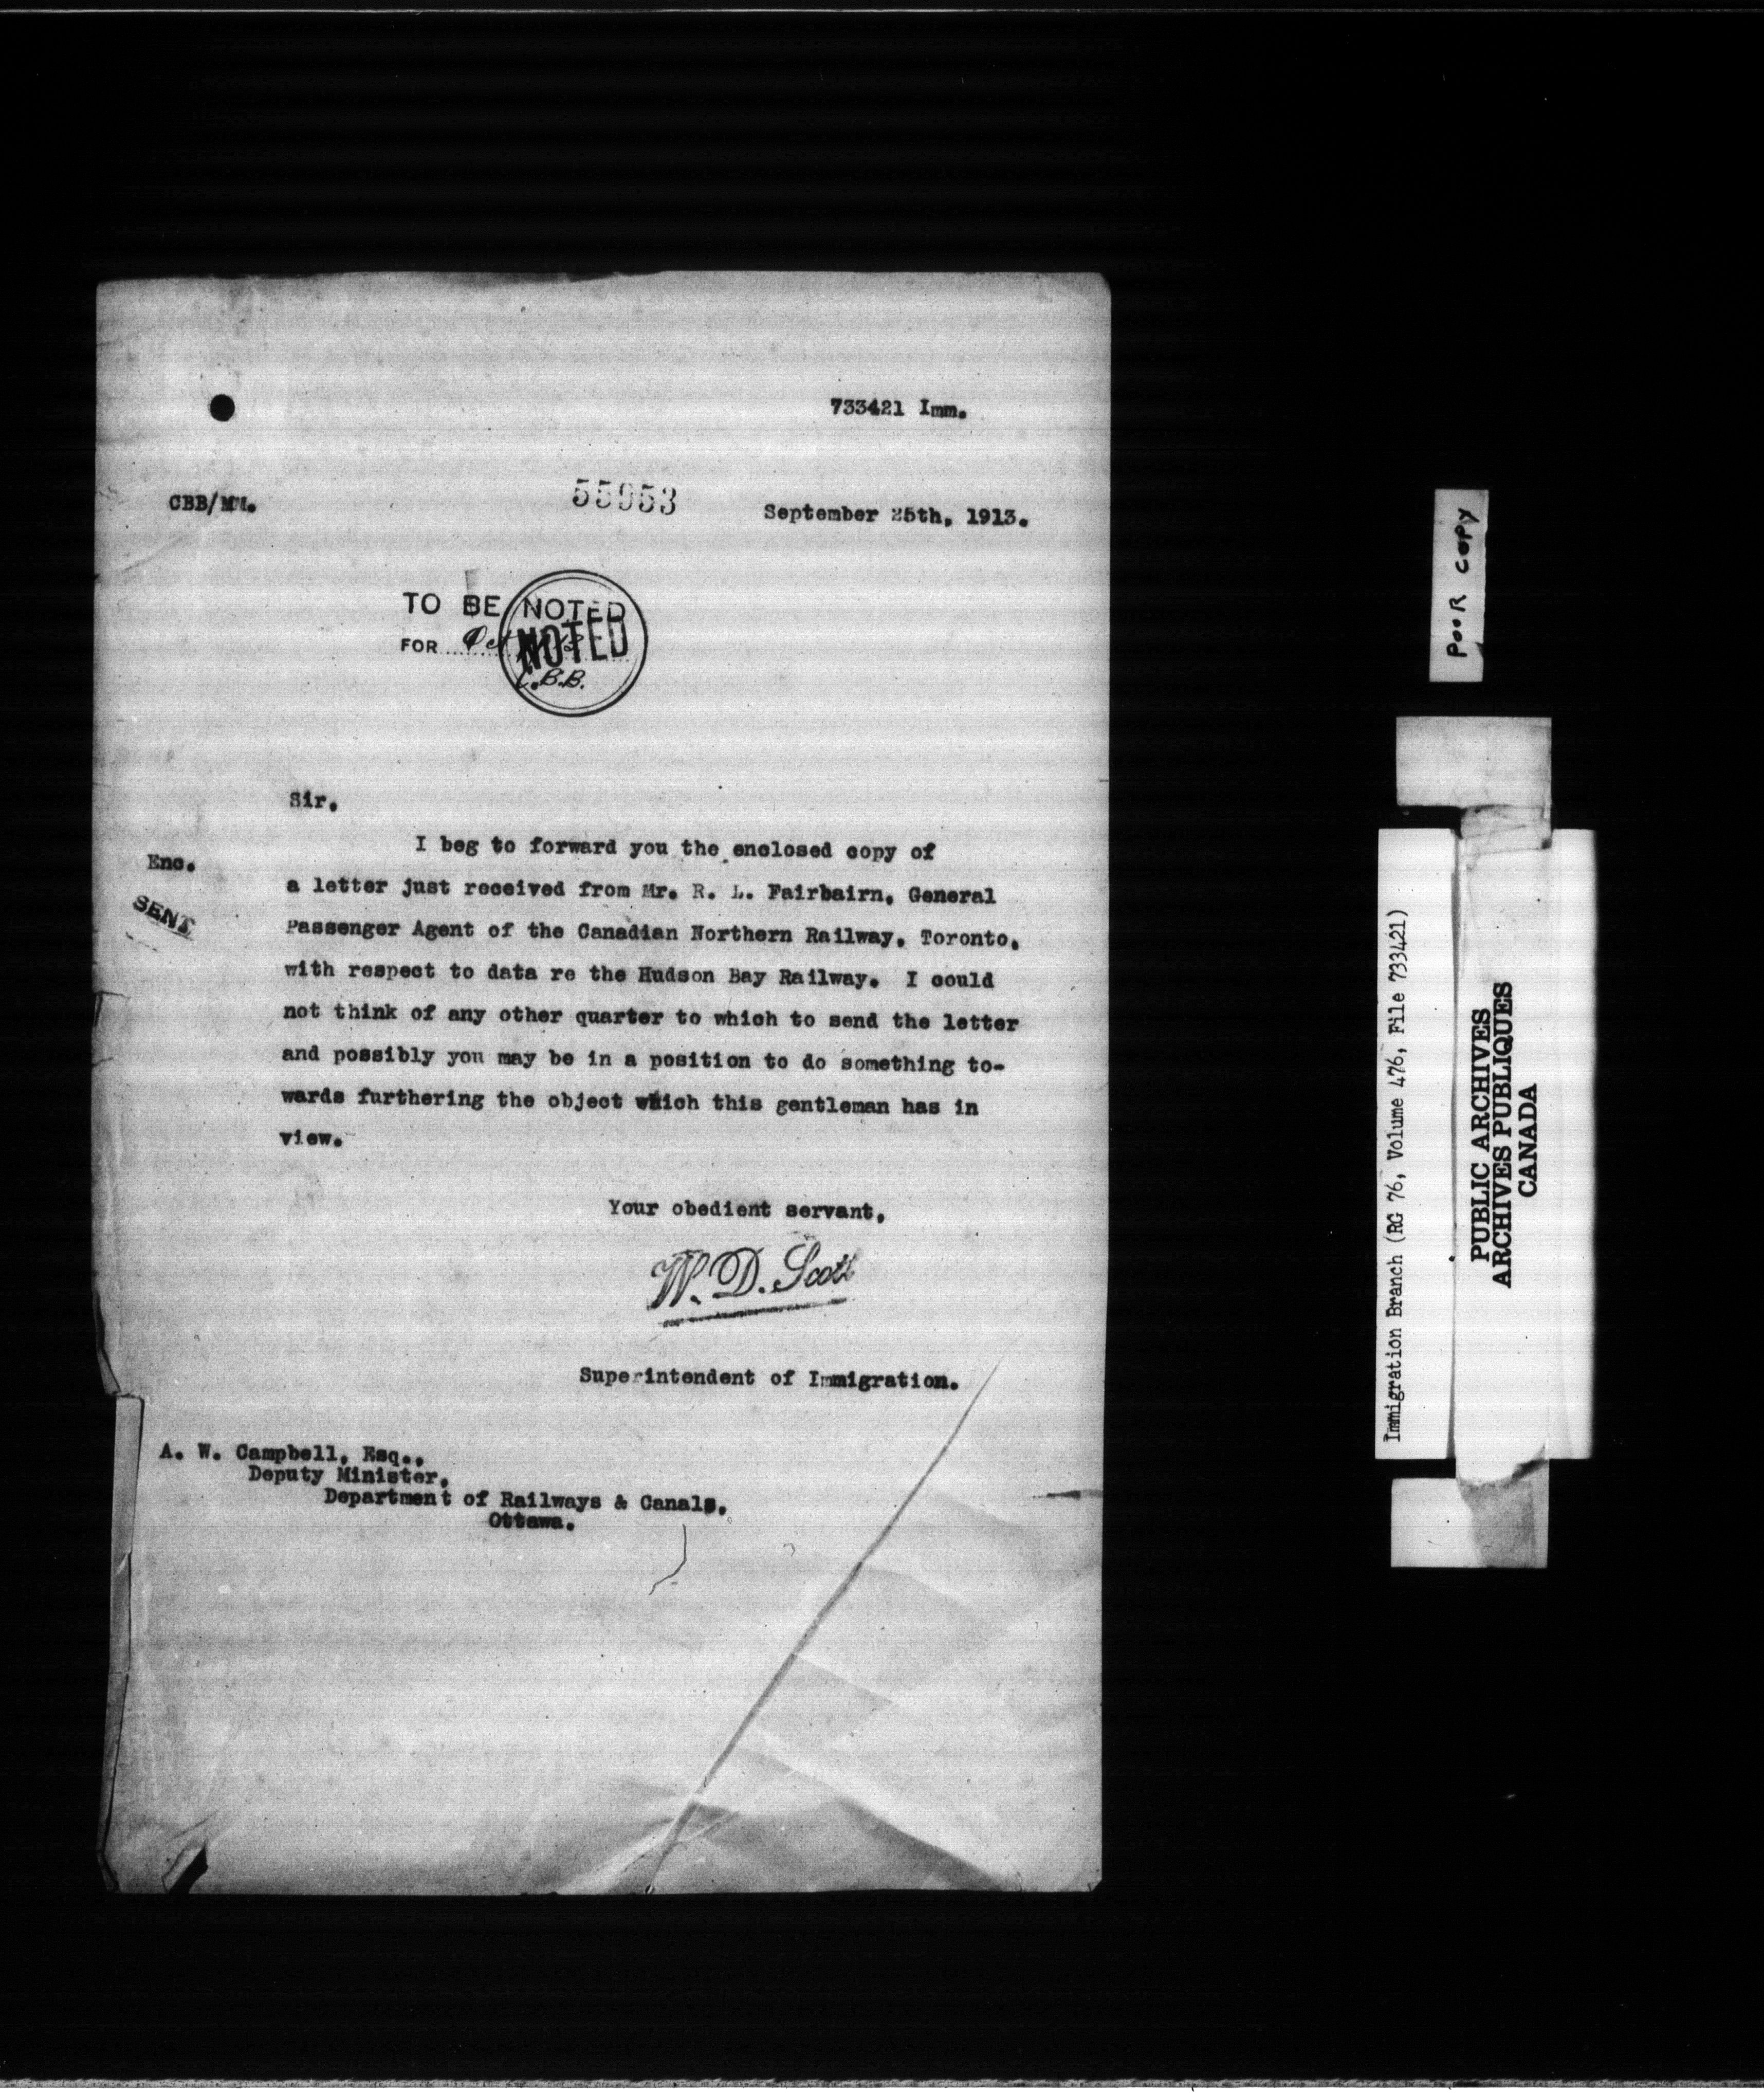 733421 Imm.
CBB/MM.
55953
September 25th, 1913.
TO BE NOTED
FOR Oct
NOTED
C.B.B.
Sir,
I beg to forward you the enclosed copy of
Enc.
a letter just received from Mr. R. L. Fairbairn, General
SENT
Passenger Agent of the Canadian Northern Railway, Toronto,
with respect to data re the Hudson Bay Railway. I could
not think of any other quarter to which to send the letter
and possibly you may be in a position to do something to-
wards furthering the object which this gentleman has in
view.
Your obedient servant,
W. D. Scott
Superintendent of Immigration.
A. W. Campbell, Esq.,
Deputy Minister,
Department of Railways & Canals,
Ottawa.
POOR COPY
Immigration Branch (RG 76, Volume 476, File 733421)
PUBLIC ARCHIVES
ARCHIVES PUBLIQUES
CANADA